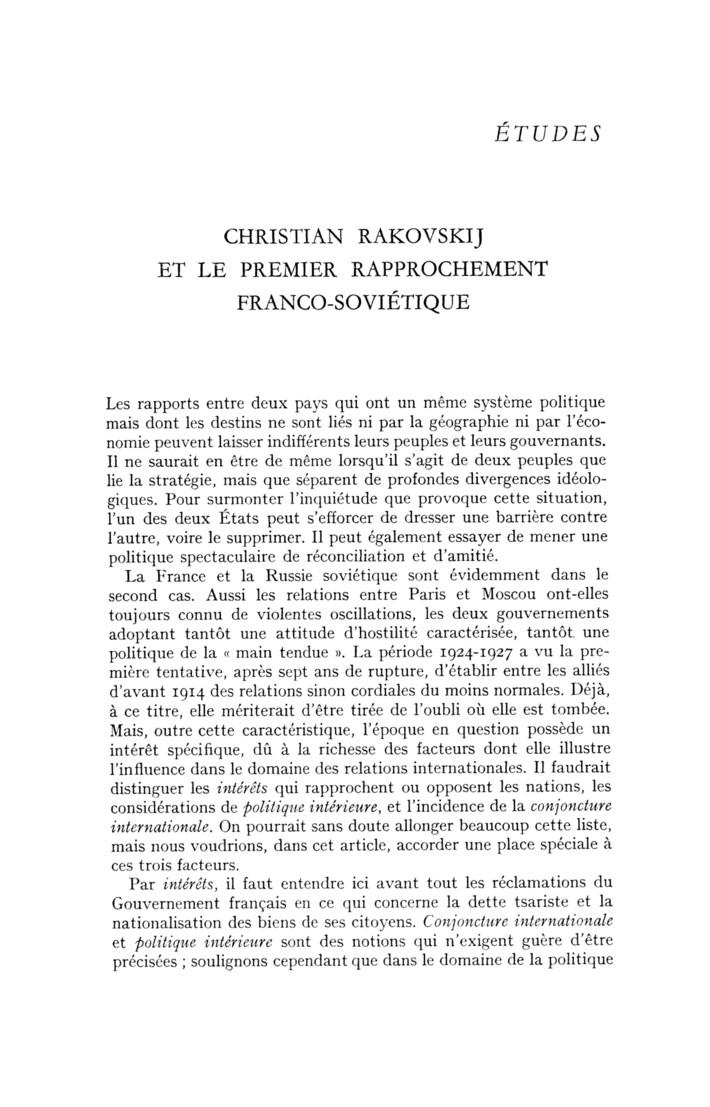 ÉTUDES
CHRISTIAN RAKOVSKIJ
ET LE PREMIER RAPPROCHEMENT
FRANCO-SOVIÉTIQUE
Les rapports entre deux pays qui ont un même système politique
mais dont les destins ne sont liés ni par la géographie ni par l'éco-
nomie peuvent laisser indifférents leurs peuples et leurs gouvernants.
Il ne saurait en être de même lorsqu'il s'agit de deux peuples que
lie la stratégie, mais que séparent de profondes divergences idéolo-
giques. Pour surmonter l'inquiétude que provoque cette situation,
l'un des deux États peut s'efforcer de dresser une barrière contre
l'autre, voire le supprimer. Il peut également essayer de mener une
politique spectaculaire de réconciliation et d'amitié.
La France et la Russie soviétique sont évidemment dans le
second cas. Aussi les relations entre Paris et Moscou ont-elles
toujours connu de violentes oscillations, les deux gouvernements
adoptant tantôt une attitude d'hostilité caractérisée, tantôt une
politique de la « main tendue ». La période 1924-1927 a vu la pre-
mière tentative, après sept ans de rupture, d'établir entre les alliés
d'avant 1914 des relations sinon cordiales du moins normales. Déjà,
à ce titre, elle mériterait d'être tirée de l'oubli où elle est tombée.
Mais, outre cette caractéristique, l'époque en question possède un
intérêt spécifique, dû à la richesse des facteurs dont elle illustre
l'influence dans le domaine des relations internationales. Il faudrait
distinguer les intérêts qui rapprochent ou opposent les nations, les
considérations de politique intérieure, et l'incidence de la conjoncture
internationale. On pourrait sans doute allonger beaucoup cette liste,
mais nous voudrions, dans cet article, accorder une place spéciale à
ces trois facteurs.
Par intérêts, il faut entendre ici avant tout les réclamations du
Gouvernement français en ce qui concerne la dette tsariste et la
nationalisation des biens de ses citoyens. Conjoncture internationale
et politique intérieure sont des notions qui n'exigent guère d'être
précisées ; soulignons cependant que dans le domaine de la politique